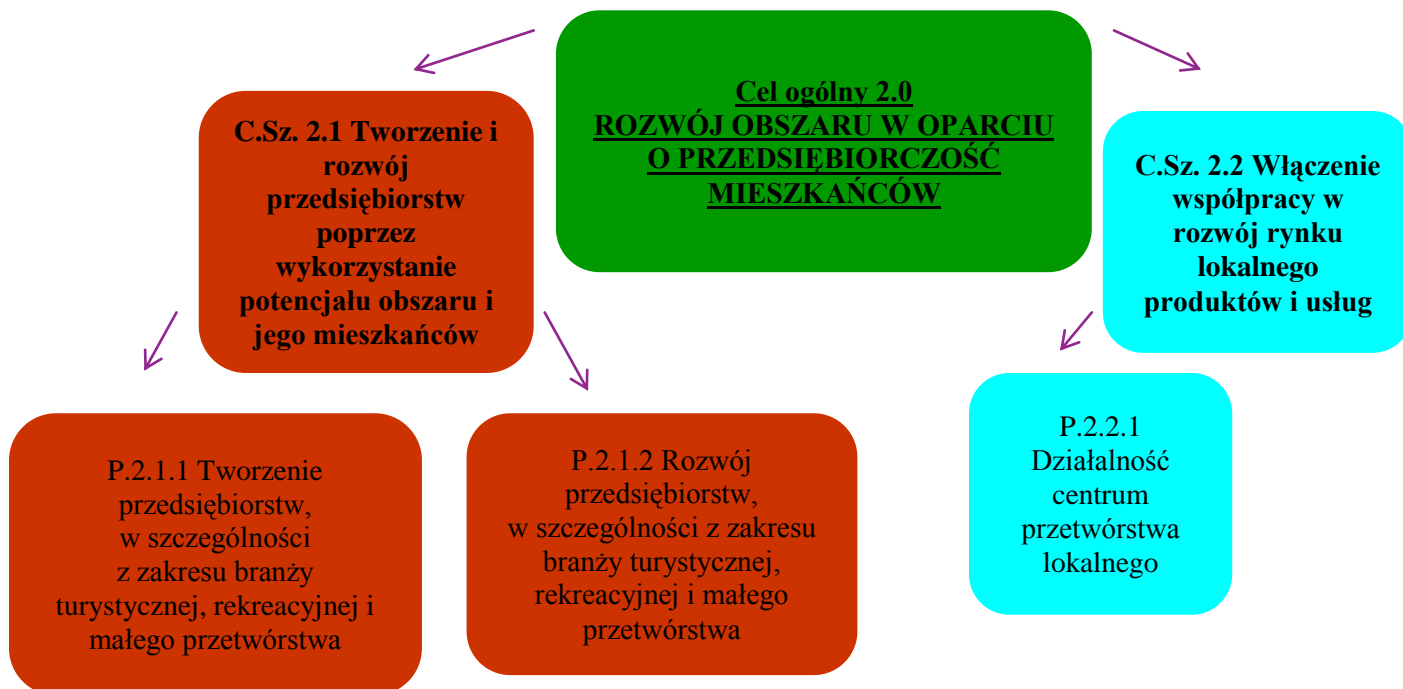 Cel ogólny 2.0
ROZWÓJ OBSZARU W OPARCIU
O PRZEDSIĘBIORCZOŚĆ
MIESZKAŃCÓW
C.Sz. 2.1 Tworzenie i
rozwój
przedsiębiorstw
poprzez
wykorzystanie
potencjału obszaru i
jego mieszkańców
C.Sz. 2.2 Włączenie
współpracy w
rozwój rynku
lokalnego
produktów i usług
P.2.1.1 Tworzenie
przedsiębiorstw,
w szczególności
z zakresu branży
turystycznej, rekreacyjnej i
małego przetwórstwa
P.2.1.2 Rozwój
przedsiębiorstw,
w szczególności z zakresu
branży turystycznej,
rekreacyjnej i małego
przetwórstwa
P.2.2.1
Działalność
centrum
przetwórstwa
lokalnego